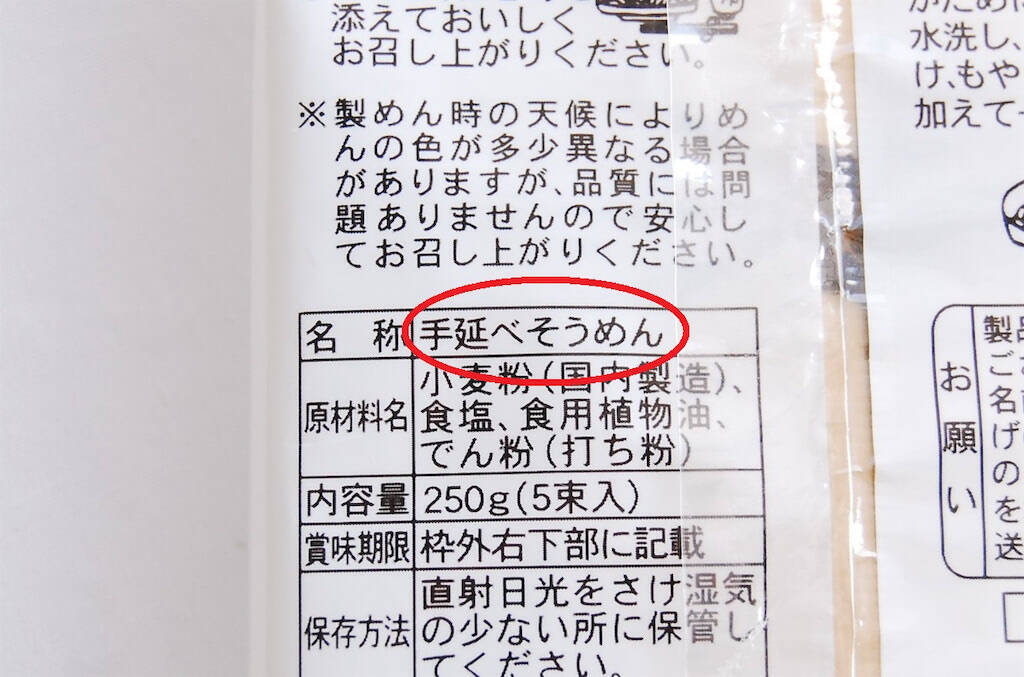 添えておいしく
お召し上がりください。
※製めん時の天候によりめ
んの色が多少異なる場合
がありますが、品質には問
題ありませんので安心し
てお召し上がりください。
名称 手延べそうめん
原材料名 小麦粉(国内製造)、
食塩、食用植物油、
でん粉(打ち粉)
内容量 250g(5束入)
賞味期限 枠外右下部に記載
保存方法 直射日光をさけ湿気
の少ない所に保管し
てください。
水洗し、
け、もや
加えて
お願い
製品
ご
名
げ
の
を
送